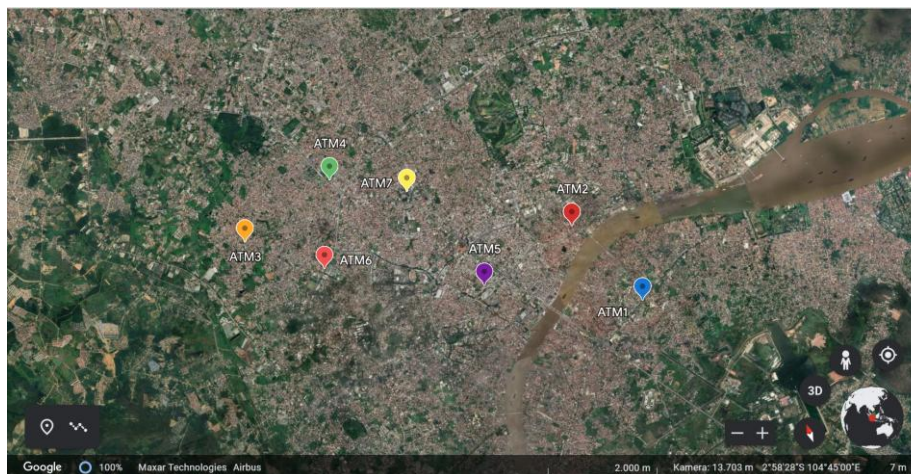 ATM4
ATM7
ATM2
ATM3
ATM6
ATM5
ATM1
3D
Google 100% Maxar Technologies Airbus 2.000 m Kamera: 13.703 m 2°58'28"S 104°45'00"E 7 m